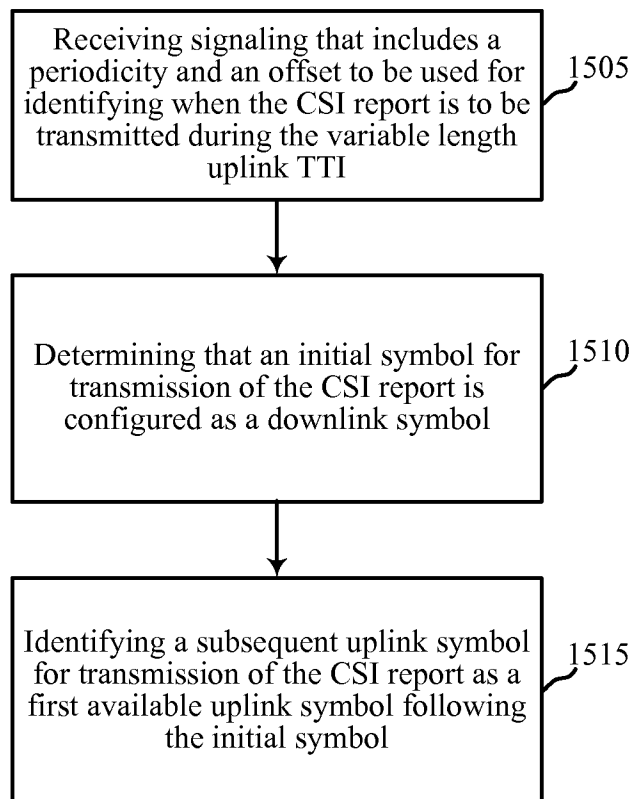 Receiving signaling that includes a
periodicity and an offset to be used for
identifying when the CSI report is to be
transmitted during the variable length
uplink TTI
1505
Determining that an initial symbol for
transmission of the CSI report is
configured as a downlink symbol
1510
Identifying a subsequent uplink symbol
for transmission of the CSI report as a
first available uplink symbol following
the initial symbol
1515